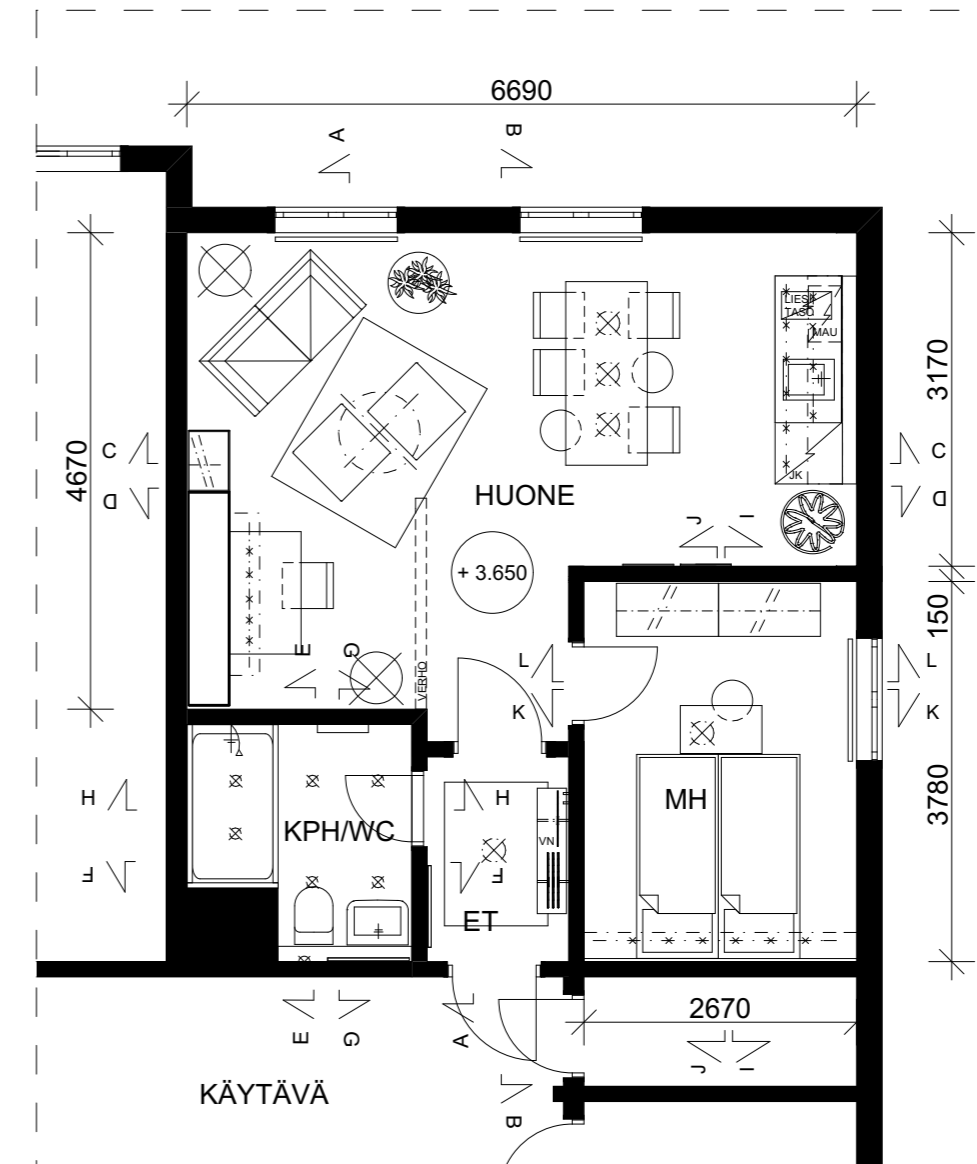 6690
A
B
LIESI
TASO
MAU
3170
4670
C
C
D
D
JK
HUONE
J
I
+ 3.650
150
E
G
VERHO
L
L
K
K
H
H
KPH/WC
MH
3780
VN
F
F
ET
2670
E
G
A
J
I
KÄYTÄVÄ
B